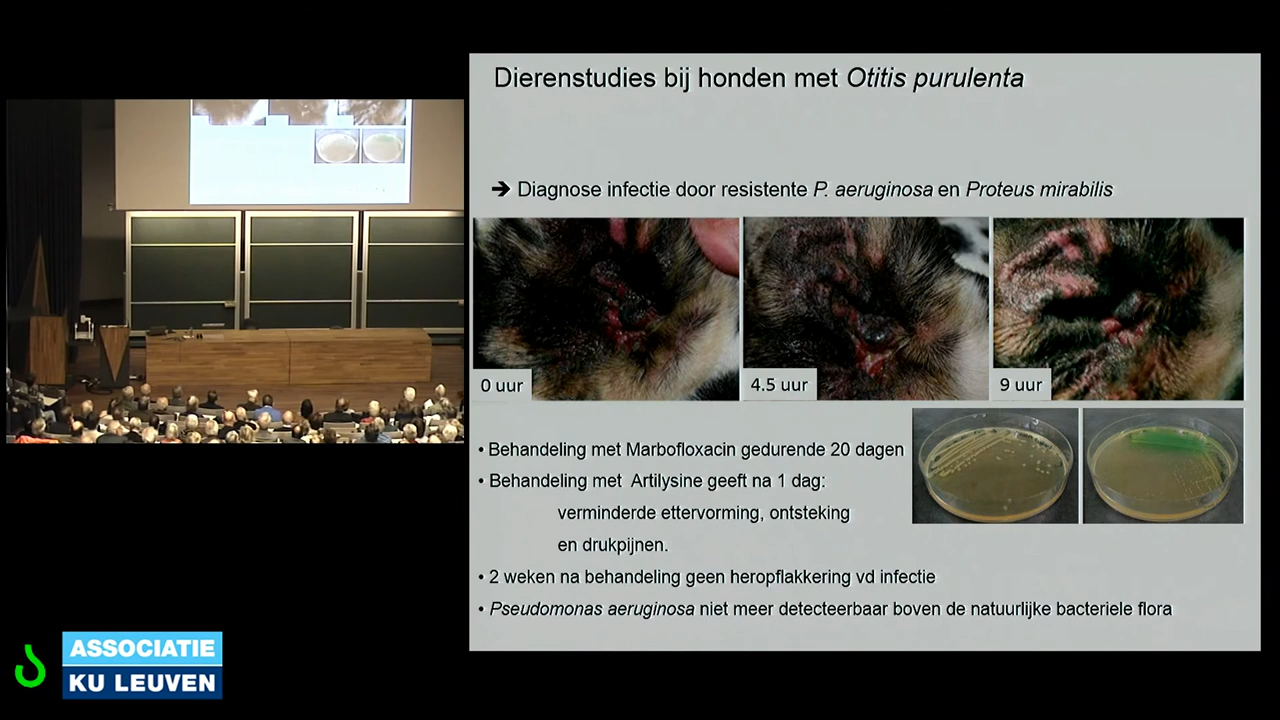 Dierenstudies bij honden met Otitis purulenta
➔ Diagnose infectie door resistente P. aeruginosa en Proteus mirabilis
0 uur
4.5 uur
9 uur
• Behandeling met Marbofloxacin gedurende 20 dagen
• Behandeling met Artilysine geeft na 1 dag:
verminderde ettervorming, ontsteking
en drukpijnen.
• 2 weken na behandeling geen heropflakkering vd infectie
• Pseudomonas aeruginosa niet meer detecteerbaar boven de natuurlijke bacteriele flora
ASSOCIATIE
KU LEUVEN